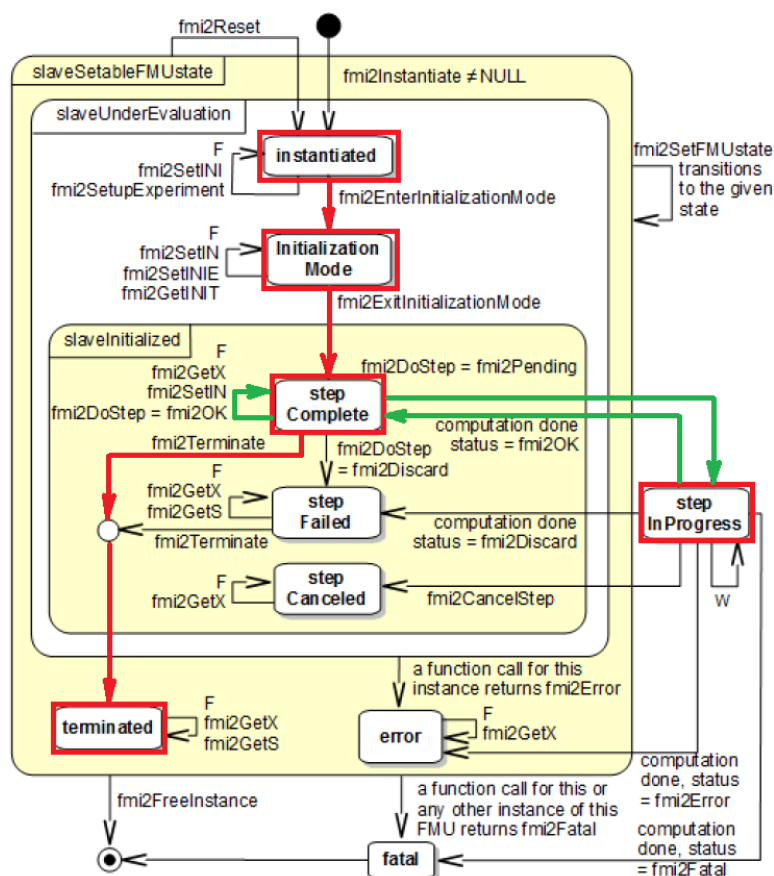 fmi2Reset
slaveSetableFMUstate
fmi2Instantiate ≠ NULL
slaveUnderEvaluation
F
fmi2SetINI
fmi2SetupExperiment
instantiated
fmi2SetFMUstate
transitions
to the given
state
fmi2EnterInitializationMode
F
fmi2SetIN
fmi2SetINIE
fmi2GetINIT
Initialization
Mode
fmi2ExitInitializationMode
slaveInitialized
F
fmi2GetX
fmi2SetIN
fmi2DoStep = fmi2OK
fmi2DoStep = fmi2Pending
step
Complete
computation done
status = fmi2OK
fmi2Terminate
fmi2DoStep
= fmi2Discard
F
fmi2GetX
fmi2GetS
step
Failed
step
InProgress
computation done
status = fmi2Discard
fmi2Terminate
F
fmi2GetX
step
Canceled
fmi2CancelStep
W
a function call for this
instance returns fmi2Error
terminated
F
fmi2GetX
fmi2GetS
error
F
fmi2GetX
computation
done, status
= fmi2Error
fmi2FreeInstance
a function call for this or
any other instance of this
FMU returns fmi2Fatal
computation
done, status
= fmi2Fatal
fatal